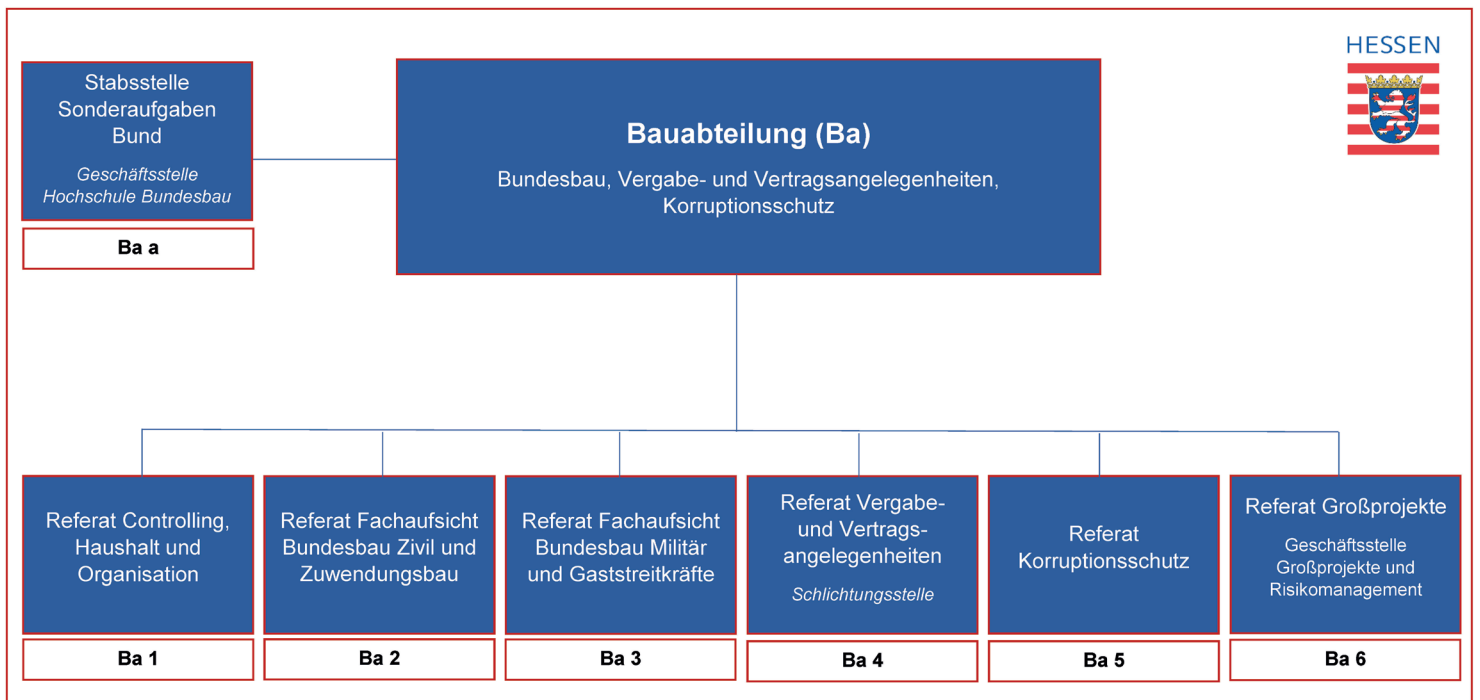 HESSEN
Stabsstelle
Sonderaufgaben
Bund
Geschäftsstelle
Hochschule Bundesbau
Ba a
Bauabteilung (Ba)
Bundesbau, Vergabe- und Vertragsangelegenheiten,
Korruptionsschutz
Referat Controlling,
Haushalt und
Organisation
Ba 1
Referat Fachaufsicht
Bundesbau Zivil und
Zuwendungsbau
Ba 2
Referat Fachaufsicht
Bundesbau Militär
und Gaststreitkräfte
Ba 3
Referat Vergabe-
und Vertrags-
angelegenheiten
Schlichtungsstelle
Ba 4
Referat
Korruptionsschutz
Ba 5
Referat Großprojekte
Geschäftsstelle
Großprojekte und
Risikomanagement
Ba 6